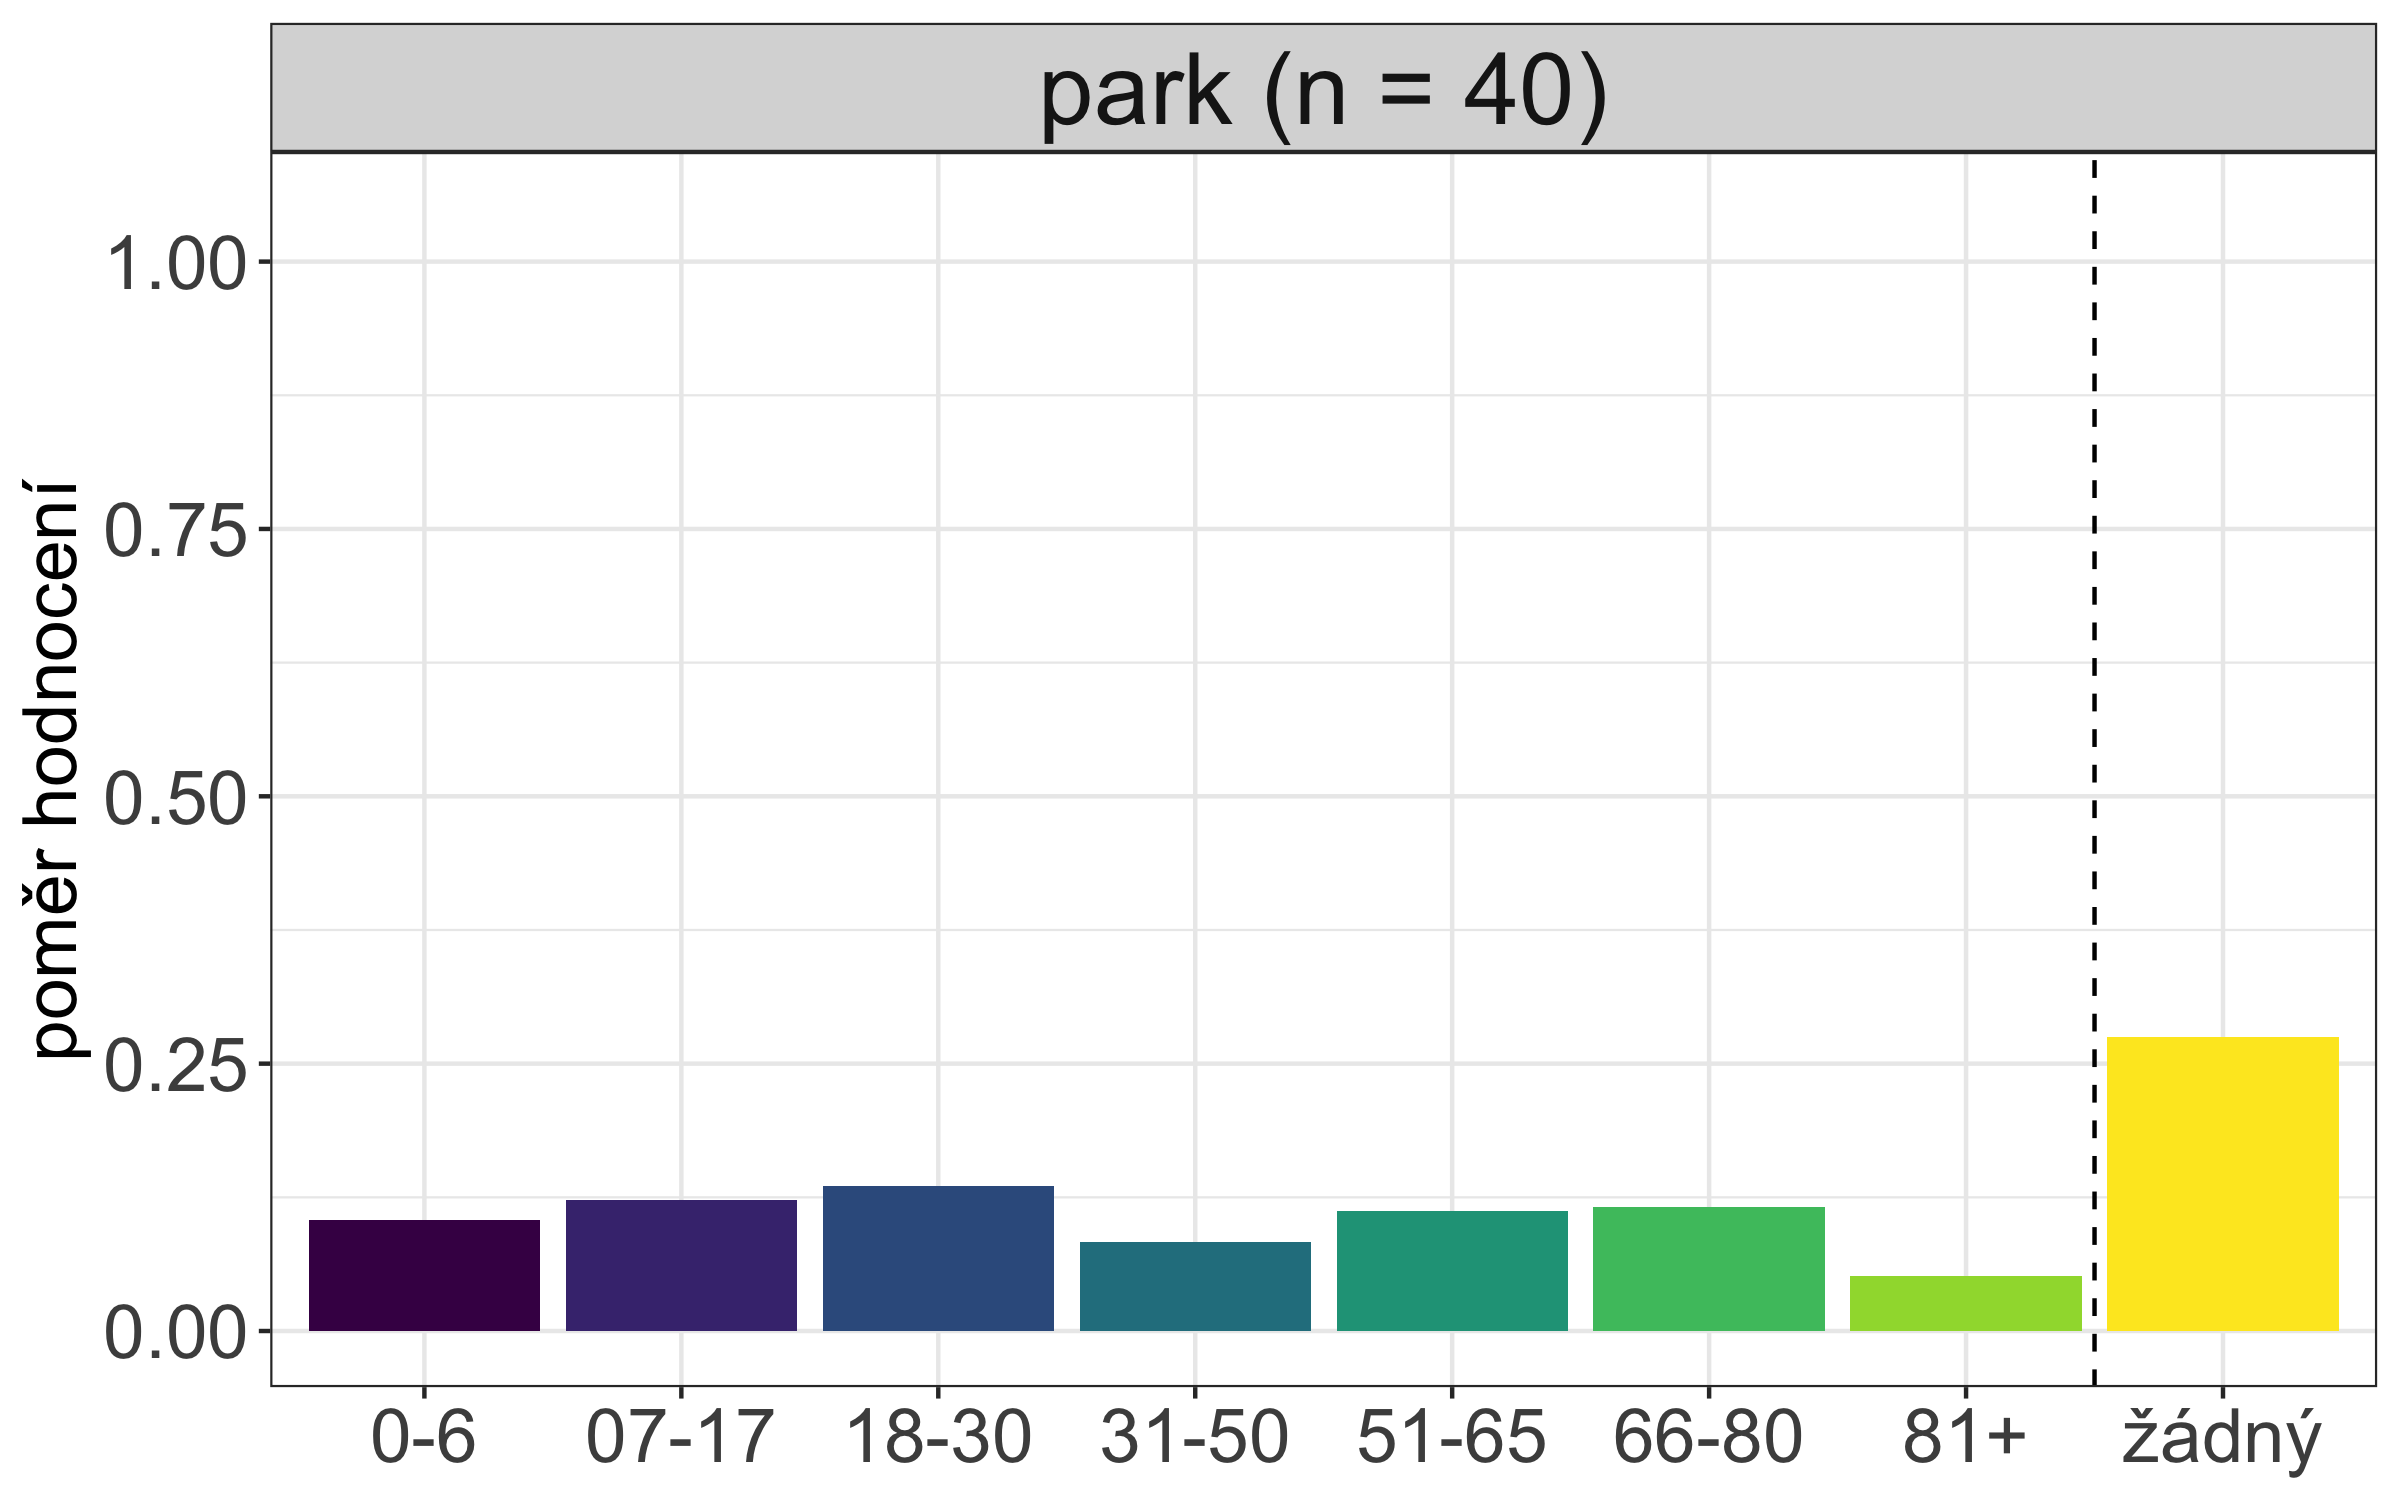 park (n = 40)
poměr hodnocení
1.00
0.75
0.50
0.25
0.00
0-6 07-17 18-30 31-50 51-65 66-80 81+ žádný